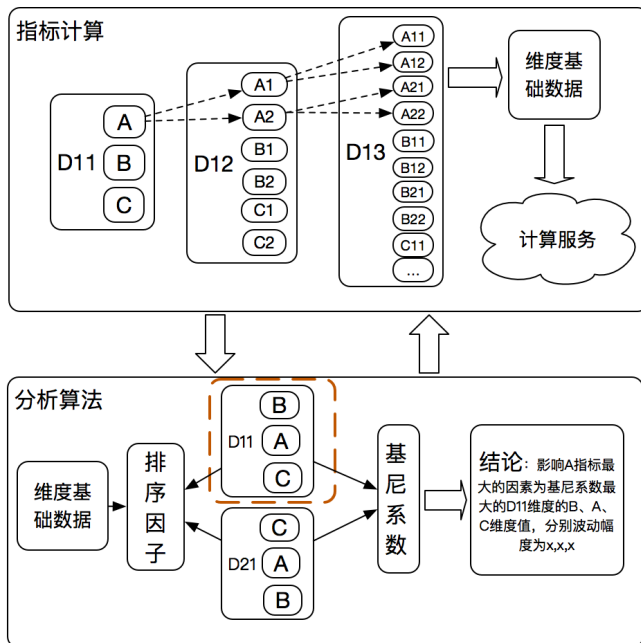 指标计算
D11
A
B
C
D12
A1
A2
B1
B2
C1
C2
D13
A11
A12
A21
A22
B11
B12
B21
B22
C11
...
维度基
础数据
计算服务
分析算法
维度基
础数据
排
序
因
子
D11
B
A
C
D21
C
A
B
基
尼
系
数
结论：影响A指标最
大的因素为基尼系数最
大的D11维度的B、A、
C维度值，分别波动幅
度为x,x,x